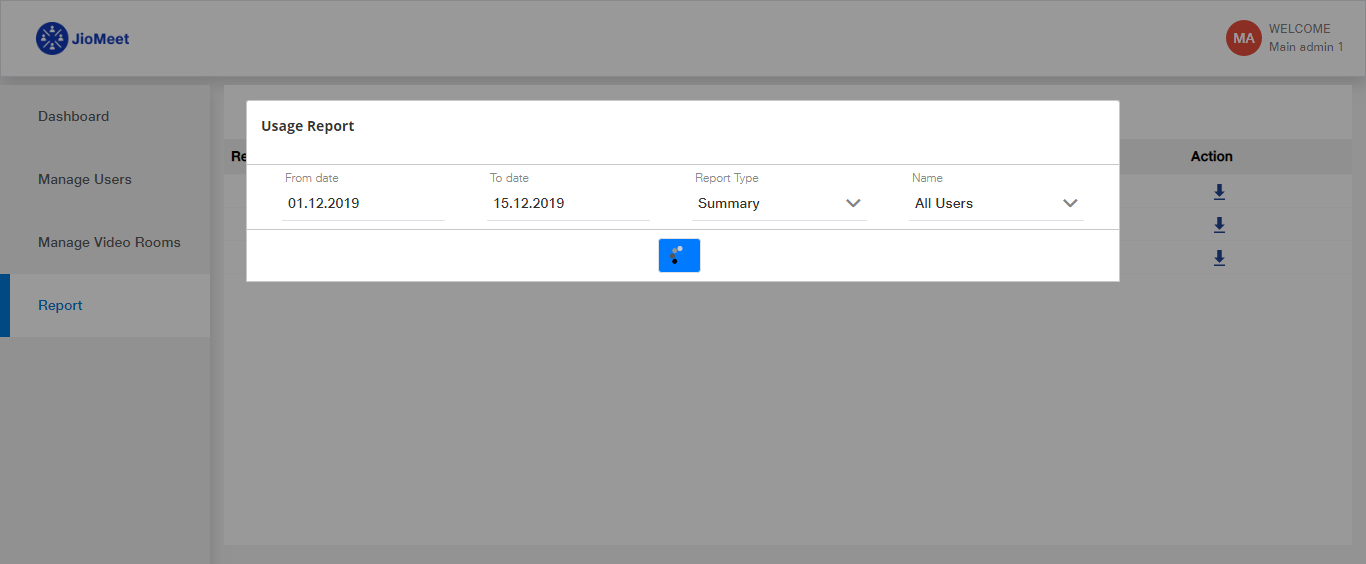 JioMeet
MA
WELCOME
Main admin 1
Dashboard
Manage Users
Manage Video Rooms
Report
Usage Report
From date
To date
Report Type
Name
01.12.2019
15.12.2019
Summary
All Users
Re
Action